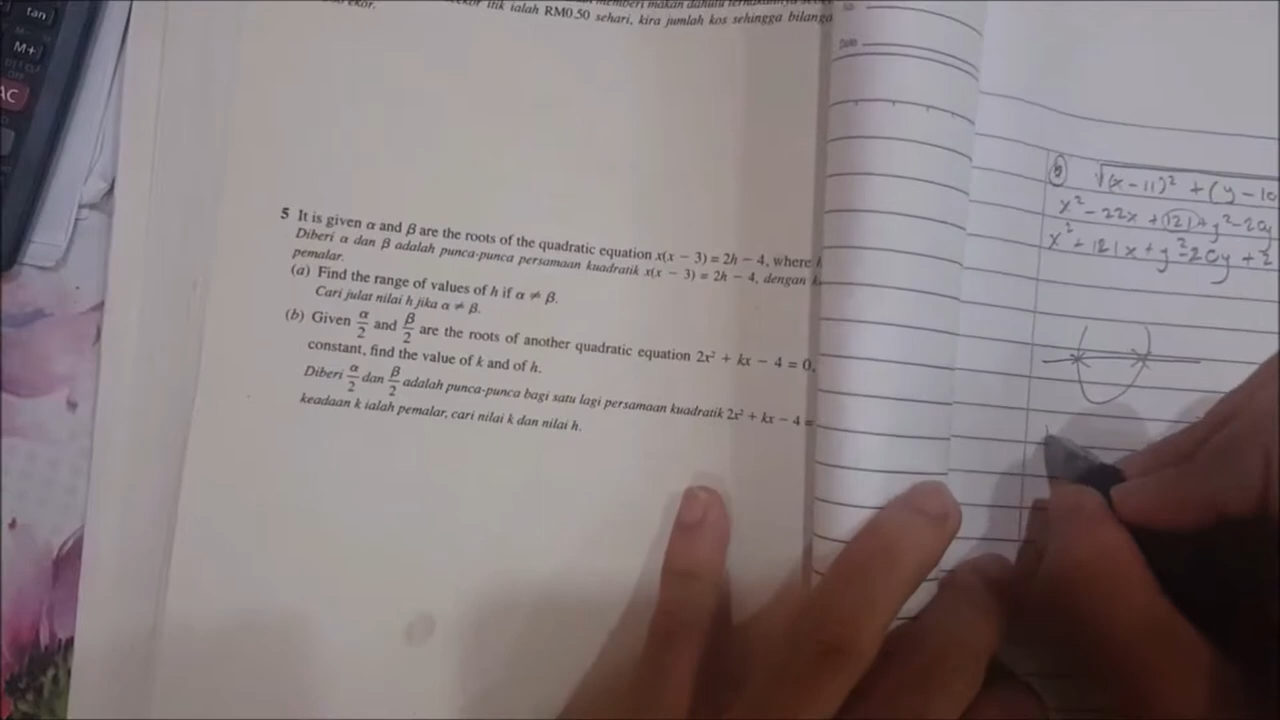 tan
M+
AC
ekor.
itik ialah RM0.50 sehari, kira jumlah kos sehingga bilanga
Date
5 It is given α and β are the roots of the quadratic equation x(x − 3) = 2h − 4, where
Diberi α dan β adalah punca-punca persamaan kuadratik x(x − 3) = 2h − 4, dengan
pemalar.
(a) Find the range of values of h if α ≠ β.
Cari julat nilai h jika α ≠ β.
(b) Given α/2 and β/2 are the roots of another quadratic equation 2x² + kx − 4 = 0,
constant, find the value of k and of h.
Diberi α/2 dan β/2 adalah punca-punca bagi satu lagi persamaan kuadratik 2x² + kx − 4 =
keadaan k ialah pemalar, cari nilai k dan nilai h.
√(x − 11)² + (y − 10
x² − 22x + 121 + y² − 20y
x² + 121x + y² − 20y + 2